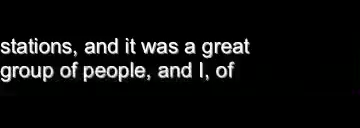 stations, and it was a great
group of people, and I, of